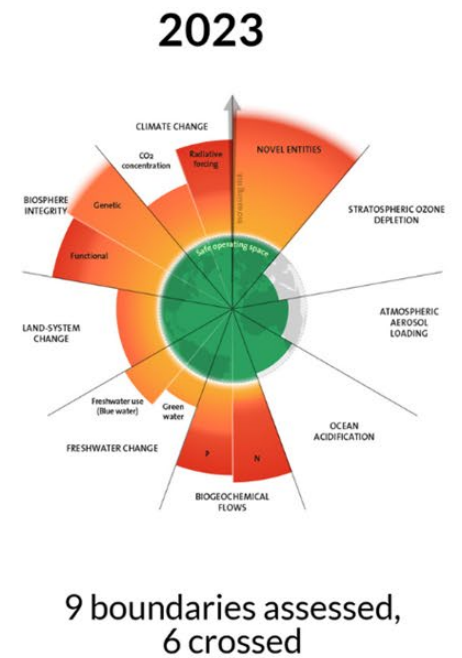 2023
CLIMATE CHANGE
CO2
concentration
Radiative
forcing
NOVEL ENTITIES
Increasing risk
STRATOSPHERIC OZONE
DEPLETION
BIOSPHERE
INTEGRITY
Genetic
Functional
Safe operating space
ATMOSPHERIC
AEROSOL
LOADING
LAND-SYSTEM
CHANGE
Freshwater use
(Blue water)
Green
water
FRESHWATER CHANGE
OCEAN
ACIDIFICATION
P
N
BIOGEOCHEMICAL
FLOWS
9 boundaries assessed,
6 crossed